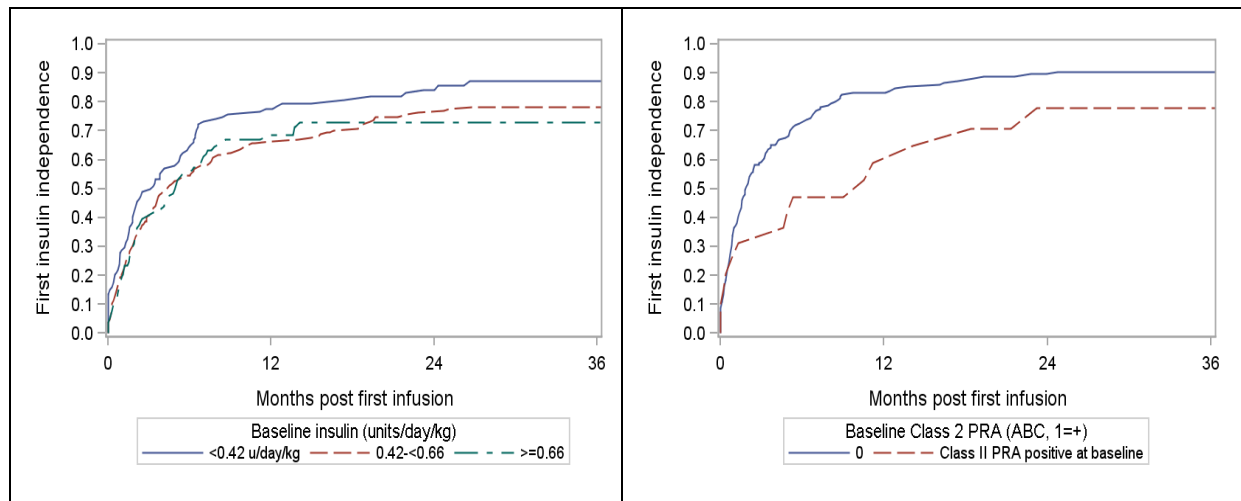 1.0
0.9
0.8
0.7
0.6
0.5
0.4
0.3
0.2
0.1
0.0
First insulin independence
0 12 24 36
Months post first infusion
Baseline insulin (units/day/kg)
<0.42 u/day/kg 0.42-<0.66 >=0.66
1.0
0.9
0.8
0.7
0.6
0.5
0.4
0.3
0.2
0.1
0.0
First insulin independence
0 12 24 36
Months post first infusion
Baseline Class 2 PRA (ABC, 1=+)
0 Class II PRA positive at baseline